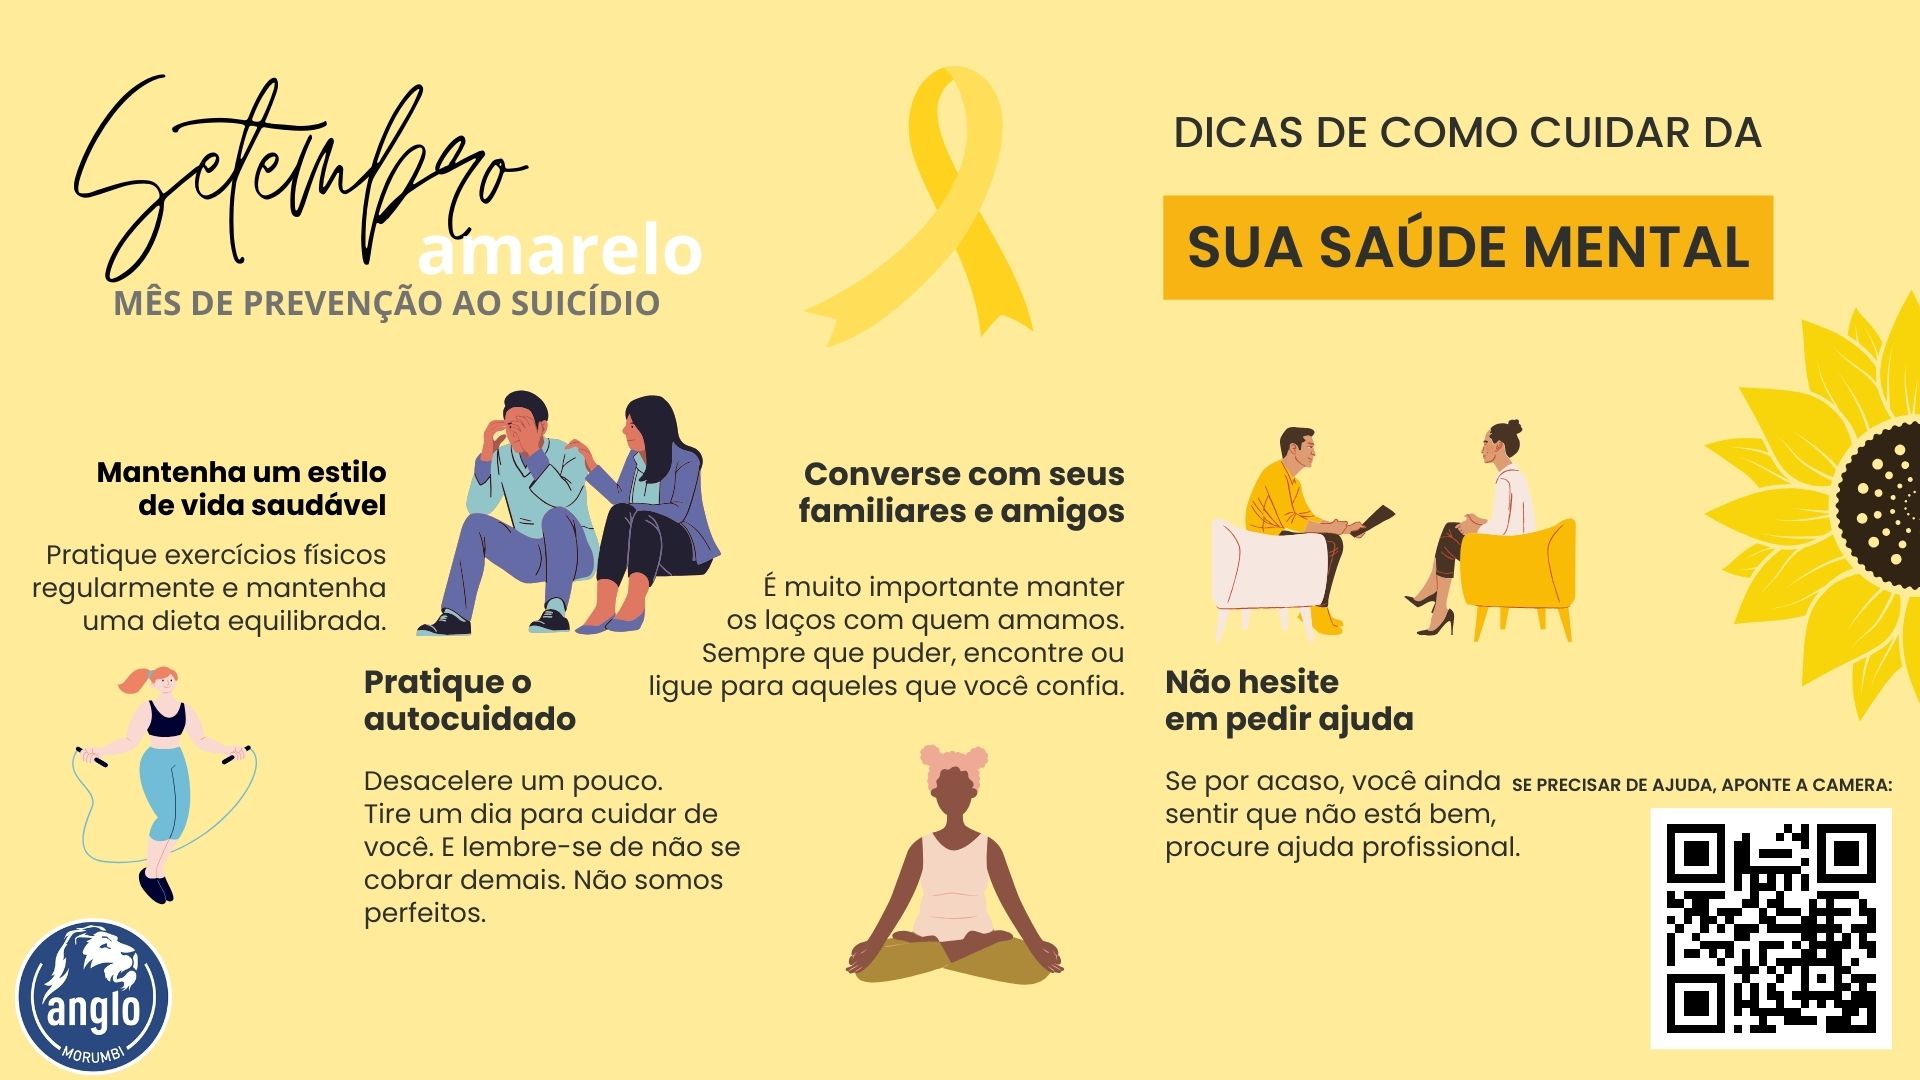 Setembro
amarelo
MÊS DE PREVENÇÃO AO SUICÍDIO
DICAS DE COMO CUIDAR DA
SUA SAÚDE MENTAL
Mantenha um estilo
de vida saudável
Pratique exercícios físicos
regularmente e mantenha
uma dieta equilibrada.
Pratique o
autocuidado
Desacelere um pouco.
Tire um dia para cuidar de
você. E lembre-se de não se
cobrar demais. Não somos
perfeitos.
Converse com seus
familiares e amigos
É muito importante manter
os laços com quem amamos.
Sempre que puder, encontre ou
ligue para aqueles que você confia.
Não hesite
em pedir ajuda
Se por acaso, você ainda
sentir que não está bem,
procure ajuda profissional.
SE PRECISAR DE AJUDA, APONTE A CAMERA:
anglo
MORUMBI